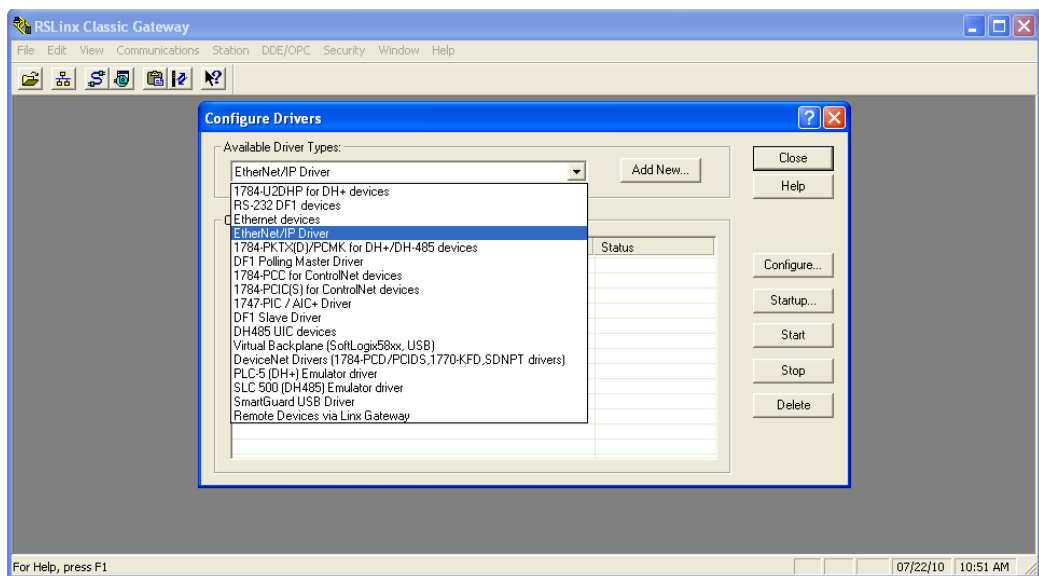 RSLinx Classic Gateway
File Edit View Communications Station DDE/OPC Security Window Help
Configure Drivers
Available Driver Types:
EtherNet/IP Driver
Add New...
Close
Help
1784-U2DHP for DH+ devices
RS-232 DF1 devices
Ethernet devices
EtherNet/IP Driver
1784-PKTX(D)/PCMK for DH+/DH-485 devices
DF1 Polling Master Driver
1784-PCC for ControlNet devices
1784-PCIC(S) for ControlNet devices
1747-PIC / AIC+ Driver
DF1 Slave Driver
DH485 UIC devices
Virtual Backplane (SoftLogix58xx, USB)
DeviceNet Drivers (1784-PCD/PCIDS,1770-KFD,SDNPT drivers)
PLC-5 (DH+) Emulator driver
SLC 500 (DH485) Emulator driver
SmartGuard USB Driver
Remote Devices via Linx Gateway
Status
Configure...
Startup...
Start
Stop
Delete
For Help, press F1
07/22/10 10:51 AM